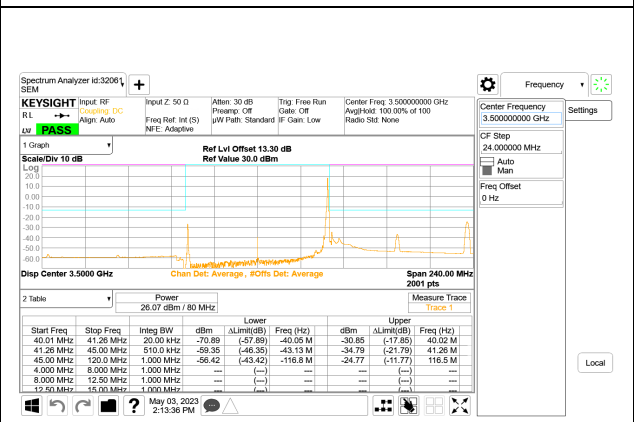 Spectrum Analyzer id:32061
SEM
+
Frequency
KEYSIGHT
Input: RF
Coupling: DC
Align: Auto
Input Z: 50 Ω
Freq Ref: Int (S)
NFE: Adaptive
Atten: 30 dB
Preamp: Off
µW Path: Standard
Trig: Free Run
Gate: Off
IF Gain: Low
Center Freq: 3.500000000 GHz
Avg|Hold: 100.00% of 100
Radio Std: None
R L
LXI
PASS
Center Frequency
3.500000000 GHz
Settings
CF Step
24.000000 MHz
Auto
Man
Freq Offset
0 Hz
Local
1 Graph
Scale/Div 10 dB
Ref Lvl Offset 13.30 dB
Ref Value 30.0 dBm
Log
20.0
10.0
0.00
-10.0
-20.0
-30.0
-40.0
-50.0
-60.0
Disp Center 3.5000 GHz
Chan Det: Average , #Offs Det: Average
Span 240.00 MHz
2001 pts
2 Table
Power
26.07 dBm / 80 MHz
Measure Trace
Trace 1
Lower Upper
Start Freq Stop Freq Integ BW dBm ΔLimit(dB) Freq (Hz) dBm ΔLimit(dB) Freq (Hz)
40.01 MHz 41.26 MHz 20.00 kHz -70.89 (-57.89) -40.05 M -30.85 (-17.85) 40.02 M
41.26 MHz 45.00 MHz 510.0 kHz -59.35 (-46.35) -43.13 M -34.79 (-21.79) 41.26 M
45.00 MHz 120.0 MHz 1.000 MHz -56.42 (-43.42) -116.8 M -24.77 (-11.77) 116.5 M
4.000 MHz 8.000 MHz 1.000 MHz --- (---) --- (---)
8.000 MHz 12.50 MHz 1.000 MHz --- (---) --- (---)
12.50 MHz 15.00 MHz 1.000 MHz --- (---) --- (---)
?
May 03, 2023
2:13:36 PM